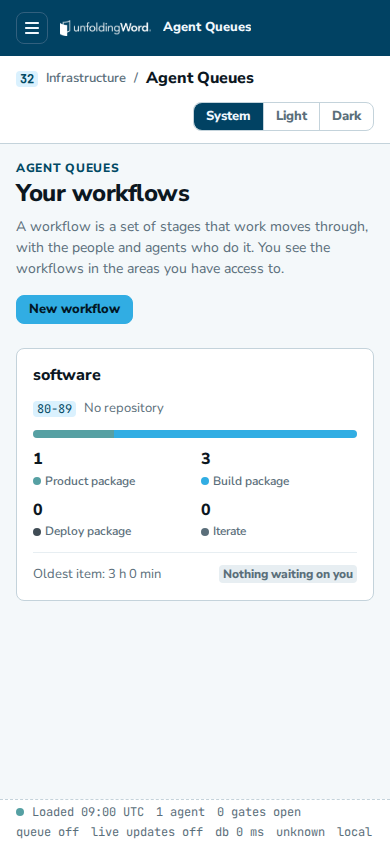 unfoldingWord. Agent Queues
32 Infrastructure / Agent Queues
System Light Dark
AGENT QUEUES
Your workflows
A workflow is a set of stages that work moves through,
with the people and agents who do it. You see the
workflows in the areas you have access to.
New workflow
software
80-89 No repository
1 3
Product package Build package
0 0
Deploy package Iterate
Oldest item: 3 h 0 min Nothing waiting on you
Loaded 09:00 UTC 1 agent 0 gates open
queue off live updates off db 0 ms unknown local